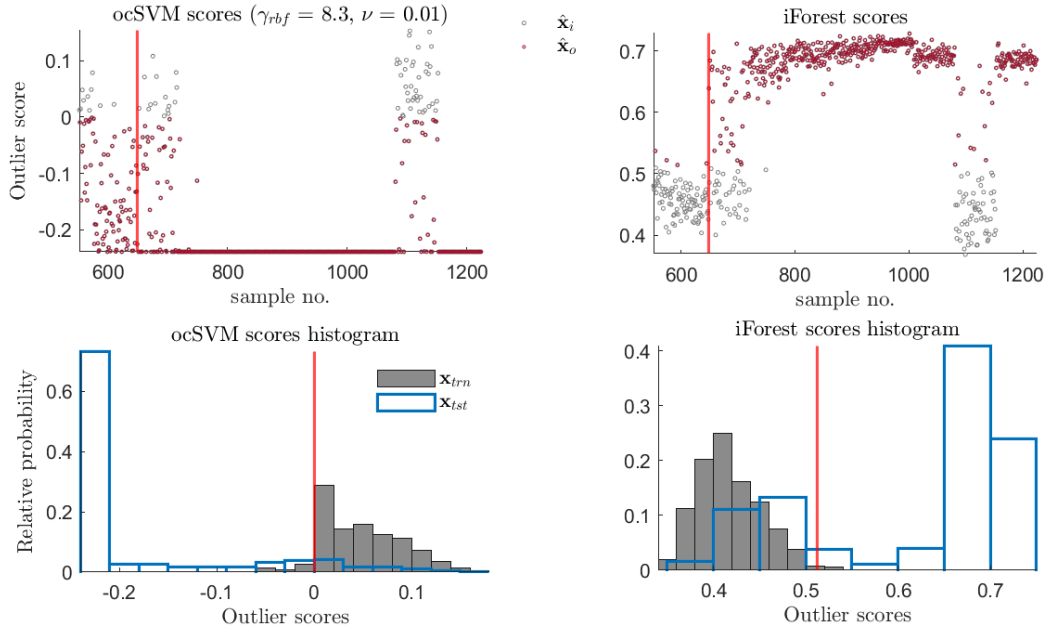 ocSVM scores (γ_rbf = 8.3, ν = 0.01)
0.1
0
-0.1
-0.2
Outlier score
600
800
1000
1200
sample no.
x̂_i
x̂_o
iForest scores
0.7
0.6
0.5
0.4
600
800
1000
1200
sample no.
ocSVM scores histogram
0.6
0.4
0.2
0
Relative probability
x_trn
x_tst
-0.2
-0.1
0
0.1
Outlier scores
iForest scores histogram
0.4
0.3
0.2
0.1
0
0.4
0.5
0.6
0.7
Outlier scores